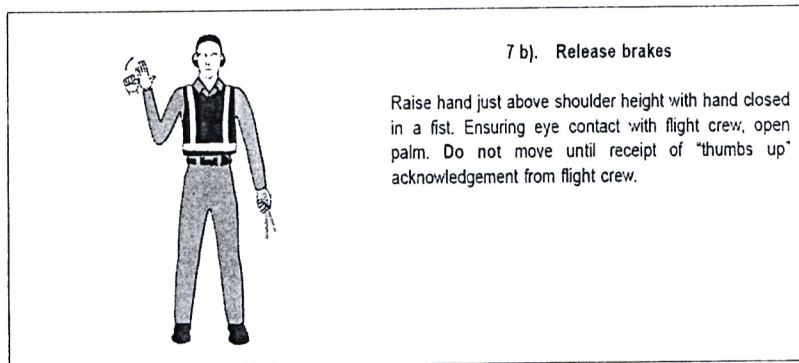 7 b). Release brakes
Raise hand just above shoulder height with hand closed
in a fist. Ensuring eye contact with flight crew, open
palm. Do not move until receipt of "thumbs up"
acknowledgement from flight crew.